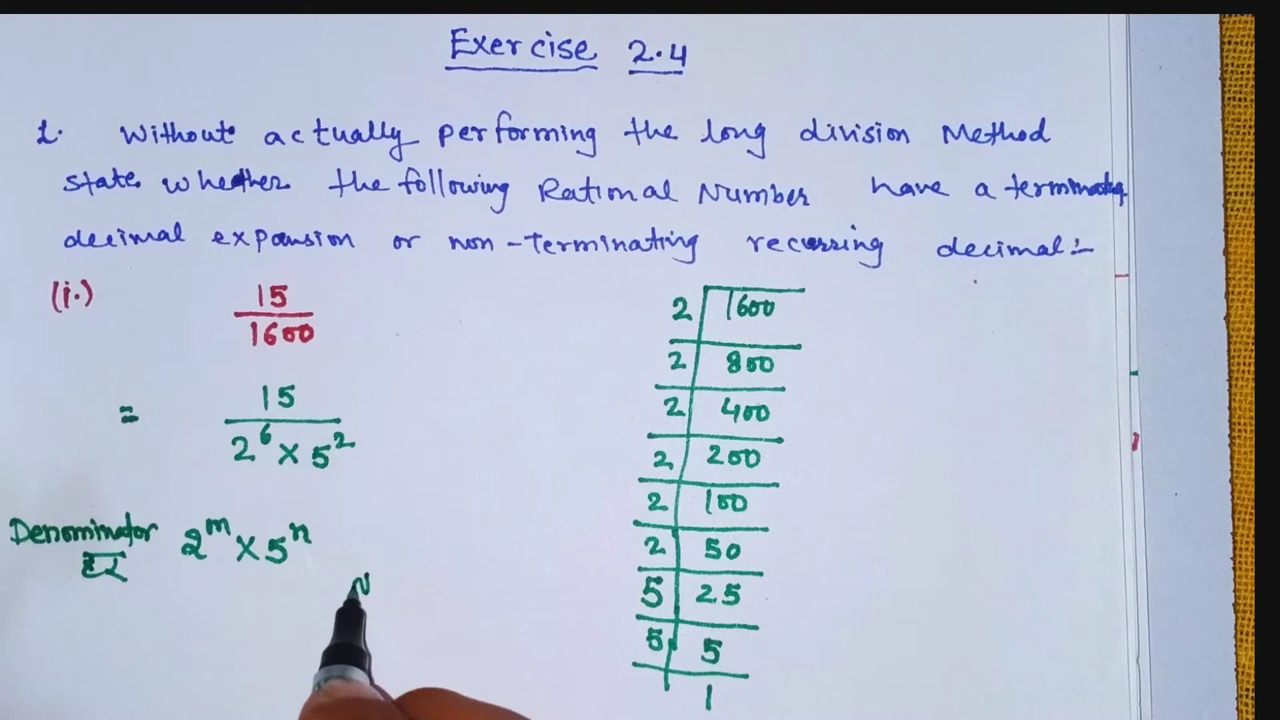 Exercise 2.4
1. Without actually performing the long division Method
state whether the following Rational Number have a terminating
decimal expansion or non-terminating recurring decimal:-
(i.) 15
1600
= 15
2^6 × 5^2
Denominator 2^m × 5^n
N
2 1600
2 800
2 400
2 200
2 100
2 50
5 25
5 5
1